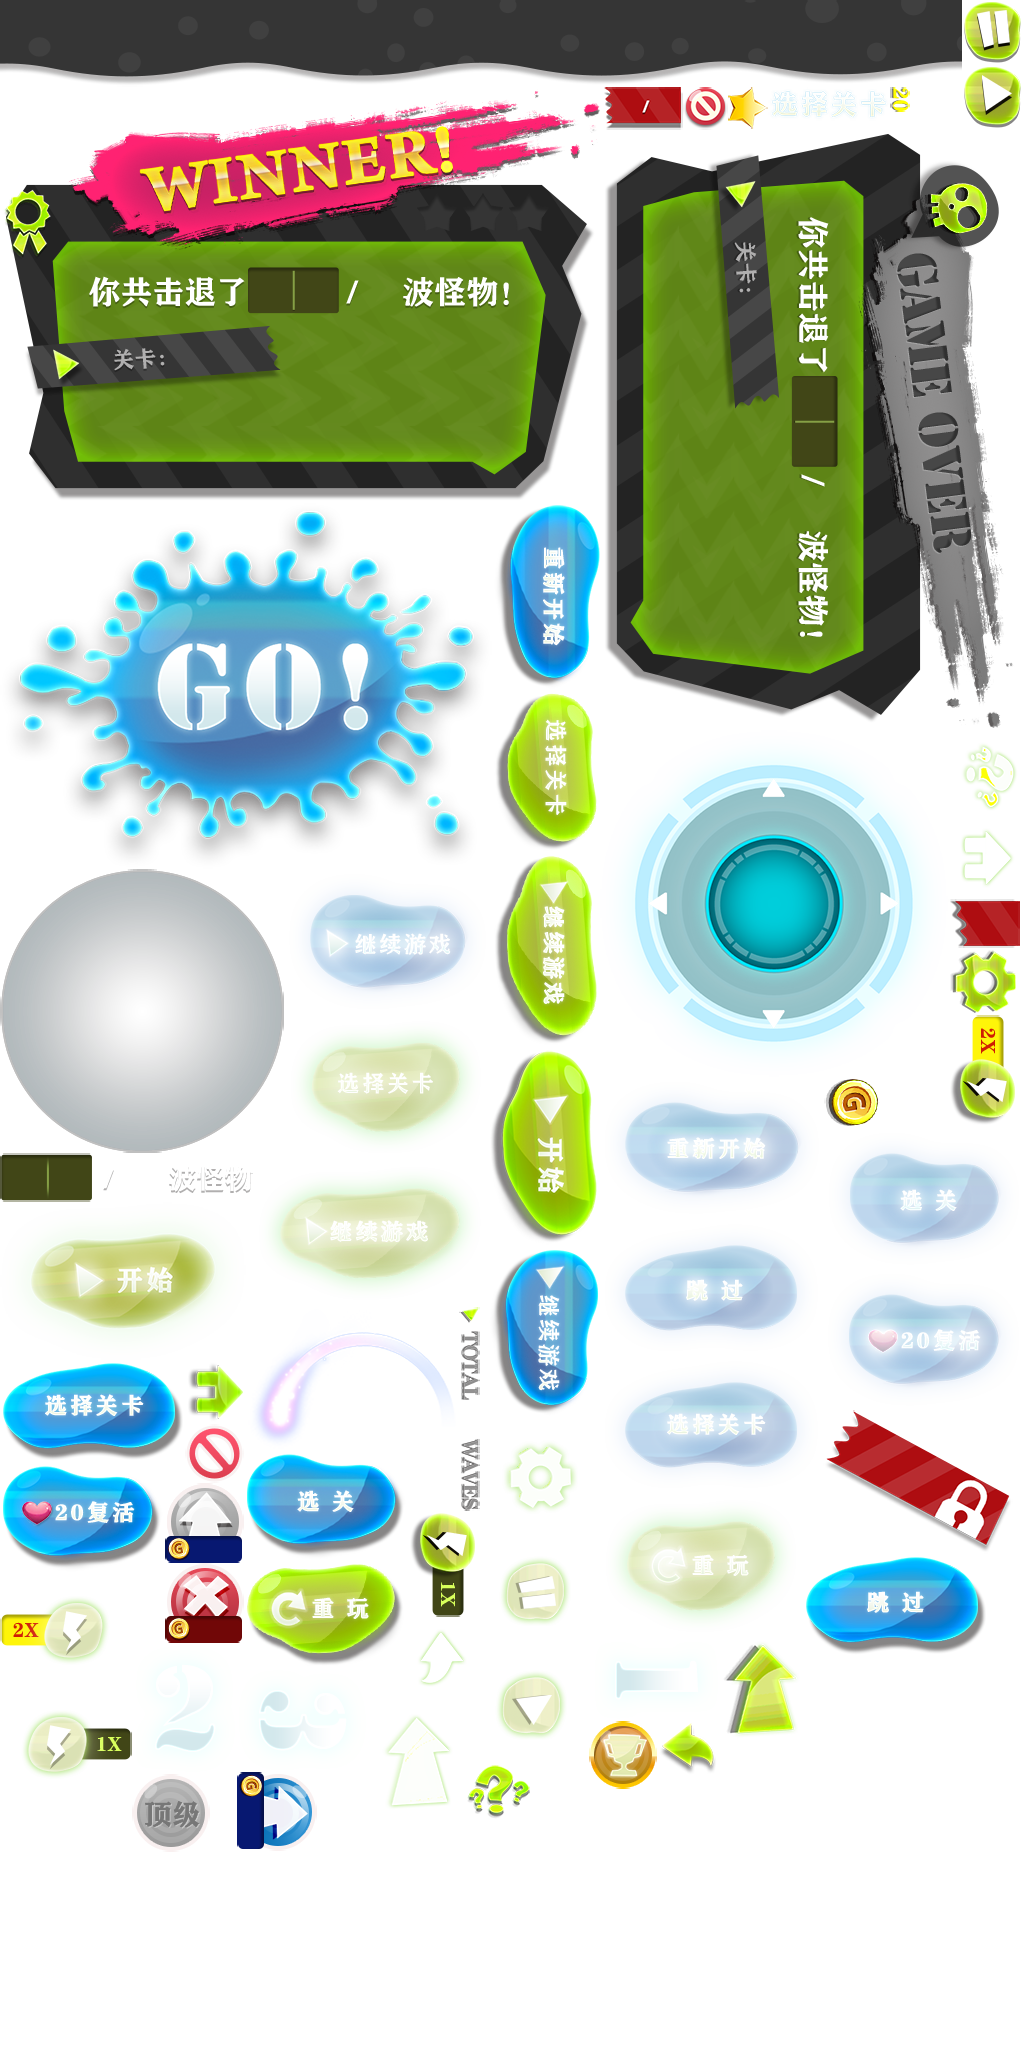 /
选择关卡
20
WINNER!
你共击退了 / 波怪物!
关卡:
GAME OVER
你共击退了 / 波怪物!
关卡:
GO!
重新开始
选择关卡
继续游戏
开始
继续游戏
继续游戏
选择关卡
继续游戏
2X
/ 波怪物
开始
重新开始
选 关
跳 过
20复活
选择关卡
TOTAL
WAVES
选择关卡
20复活
选 关
重 玩
1X
重 玩
跳 过
2X
1X
2
3
1
顶级
G
G
G
G